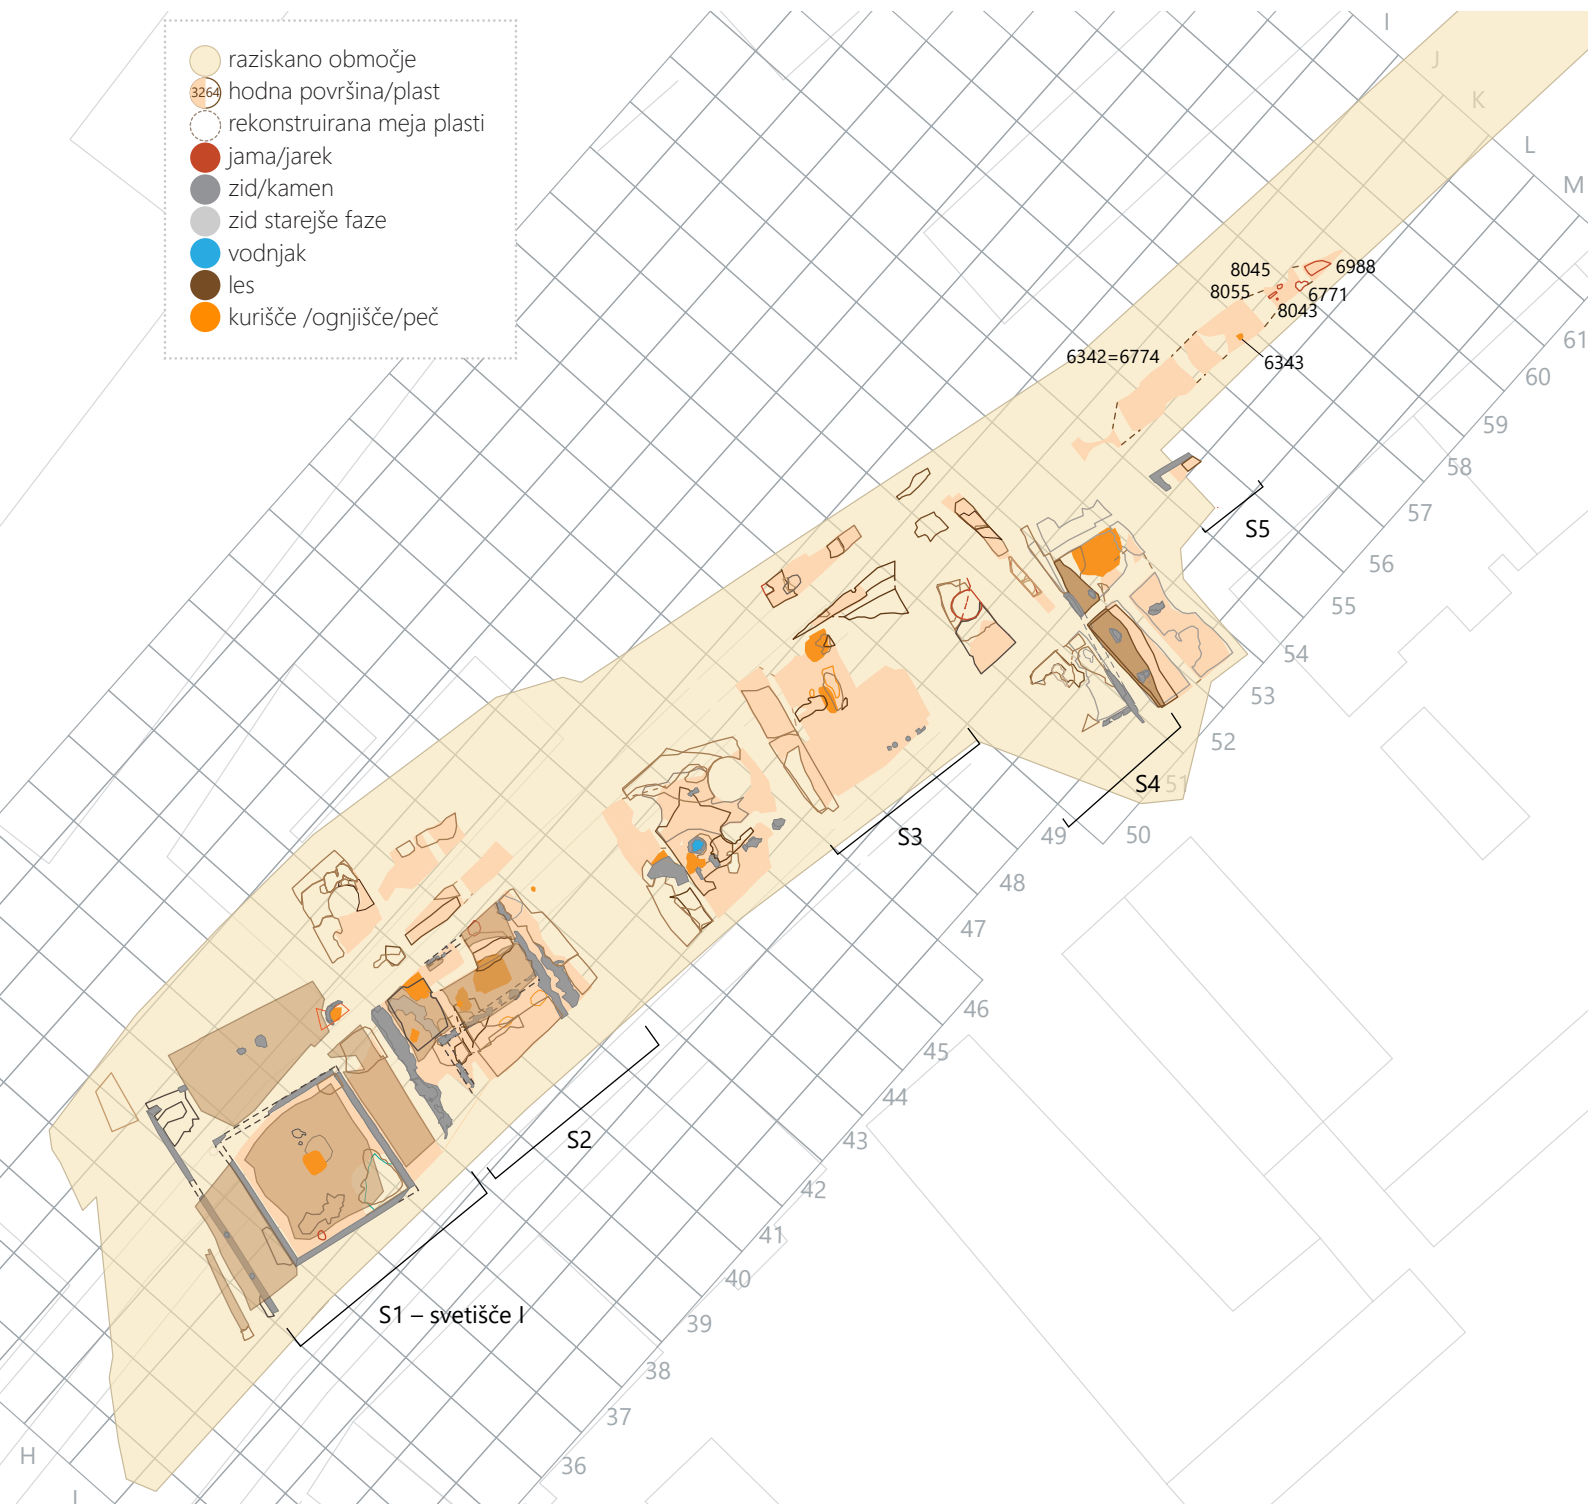 raziskano območje
3264 hodna površina/plast
rekonstruirana meja plasti
jama/jarek
zid/kamen
zid starejše faze
vodnjak
les
kurišče /ognjišče/peč
I
J
K
L
M
8045
6988
8055
6771
8043
6342=6774
6343
61
60
59
58
57
S5
56
55
54
53
52
S4
51
50
49
S3
48
47
46
45
44
43
S2
42
41
40
S1 – svetišče I
39
38
37
36
H
I